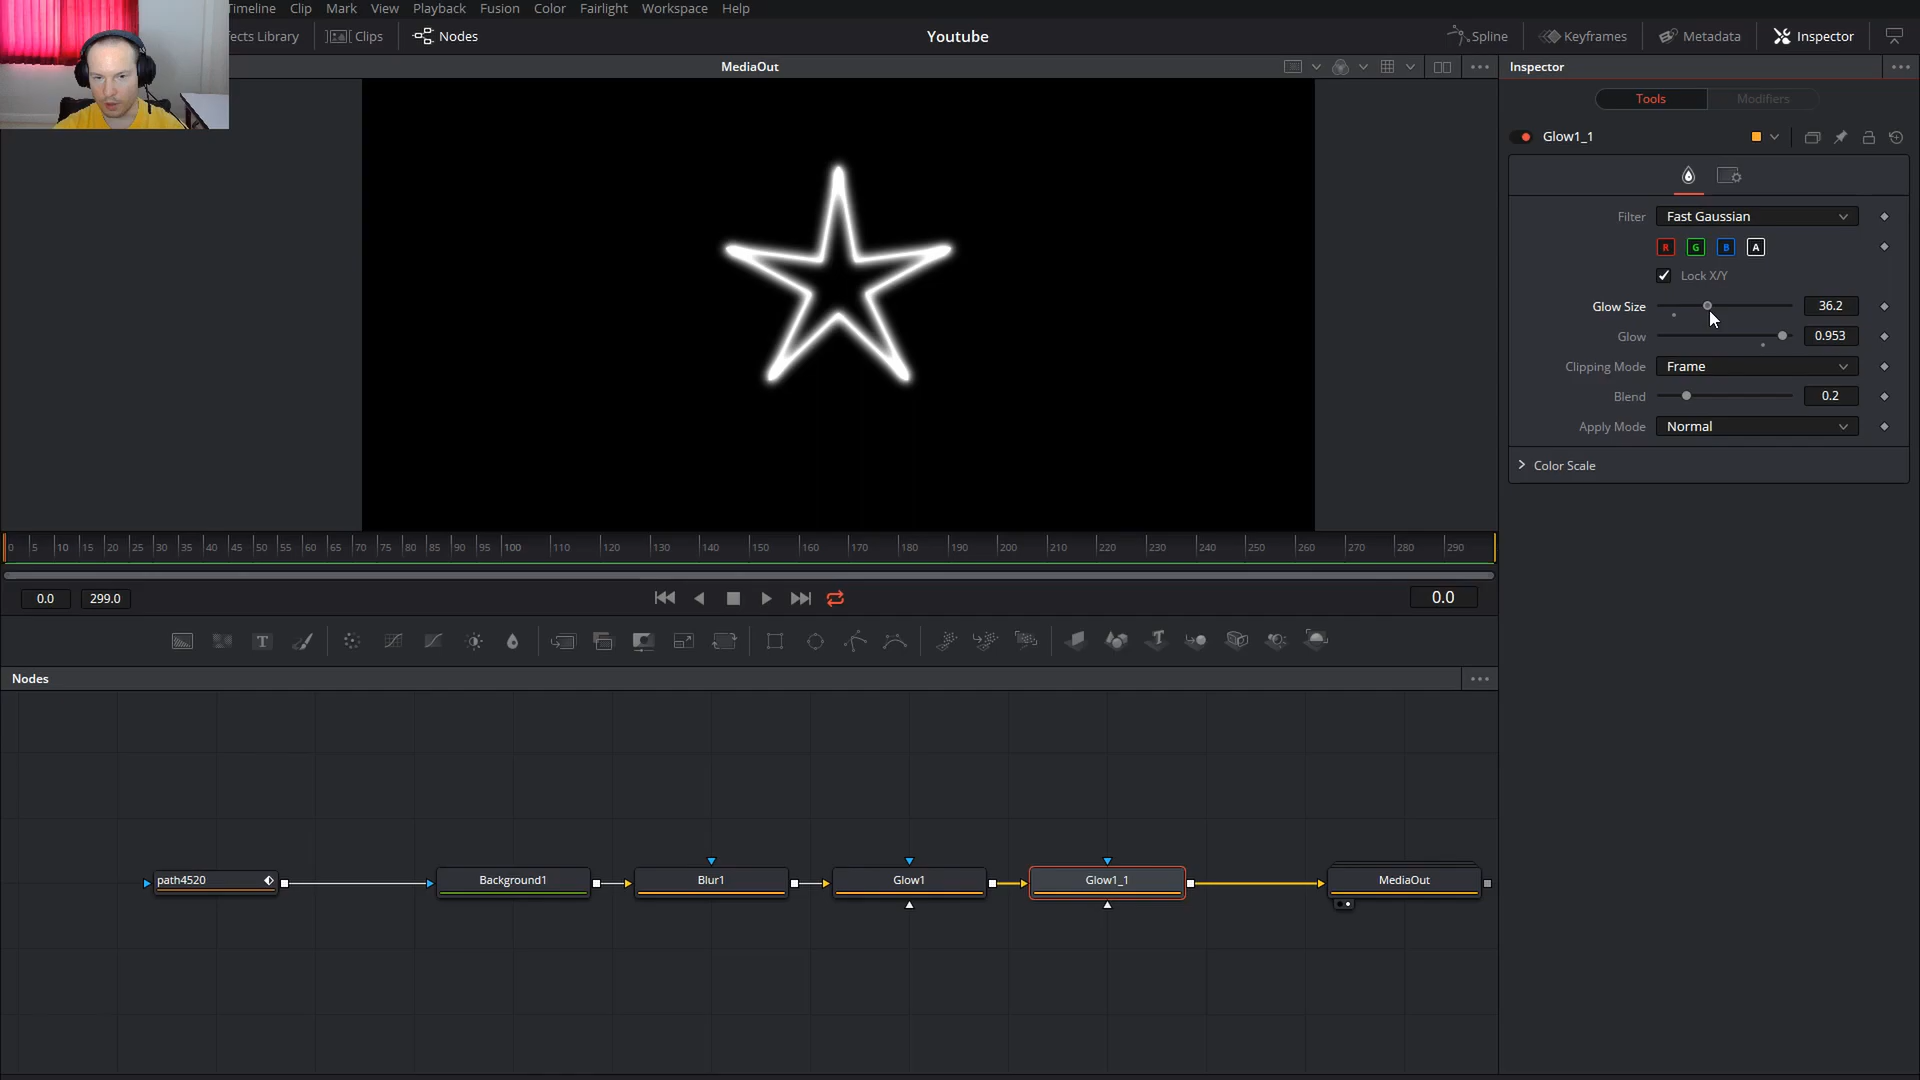 Timeline Clip Mark View Playback Fusion Color Fairlight Workspace Help
ects Library Clips Nodes Youtube Spline Keyframes Metadata Inspector
MediaOut
Inspector
Tools Modifiers
Glow1_1
Filter Fast Gaussian
R G B A
Lock X/Y
Glow Size 36.2
Glow 0.953
Clipping Mode Frame
Blend 0.2
Apply Mode Normal
Color Scale
0 5 10 15 20 25 30 35 40 45 50 55 60 65 70 75 80 85 90 95 100 110 120 130 140 150 160 170 180 190 200 210 220 230 240 250 260 270 280 290
0.0 299.0 0.0
T
Nodes
path4520 Background1 Blur1 Glow1 Glow1_1 MediaOut